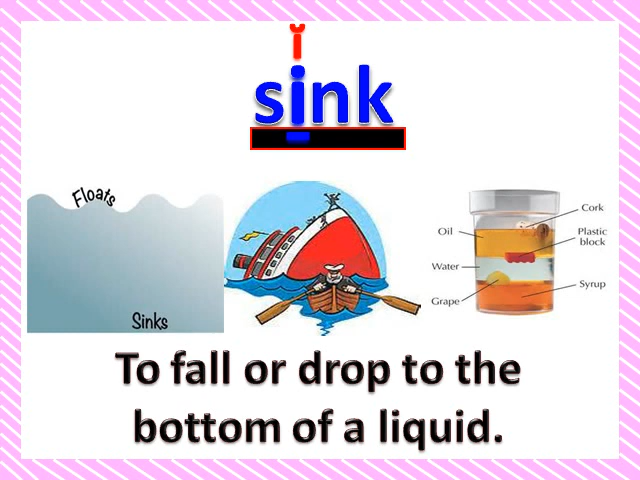 ĭ
sink
Floats
Sinks
Cork
Oil
Plastic
block
Water
Grape
Syrup
To fall or drop to the
bottom of a liquid.